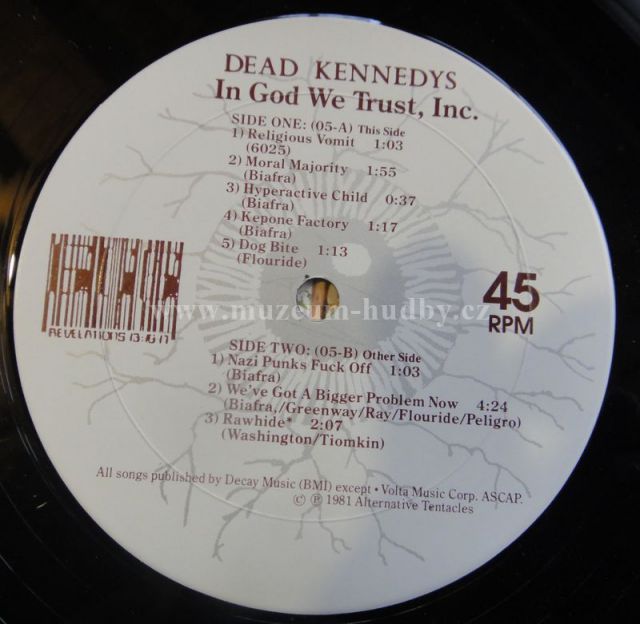 DEAD KENNEDYS
In God We Trust, Inc.
SIDE ONE: (05-A) This Side
1) Religious Vomit 1:03
(6025)
2) Moral Majority 1:55
(Biafra)
3) Hyperactive Child 0:37
(Biafra)
4) Kepone Factory 1:17
(Biafra)
5) Dog Bite 1:13
(Flouride)
REVELATIONS 13:16 17
45
RPM
www.muzeum-hudby.cz
SIDE TWO: (05-B) Other Side
1) Nazi Punks Fuck Off 1:03
(Biafra)
2) We've Got A Bigger Problem Now 4:24
(Biafra,/Greenway/Ray/Flouride/Peligro)
3) Rawhide* 2:07
(Washington/Tiomkin)
All songs published by Decay Music (BMI) except • Volta Music Corp. ASCAP.
© ℗ 1981 Alternative Tentacles